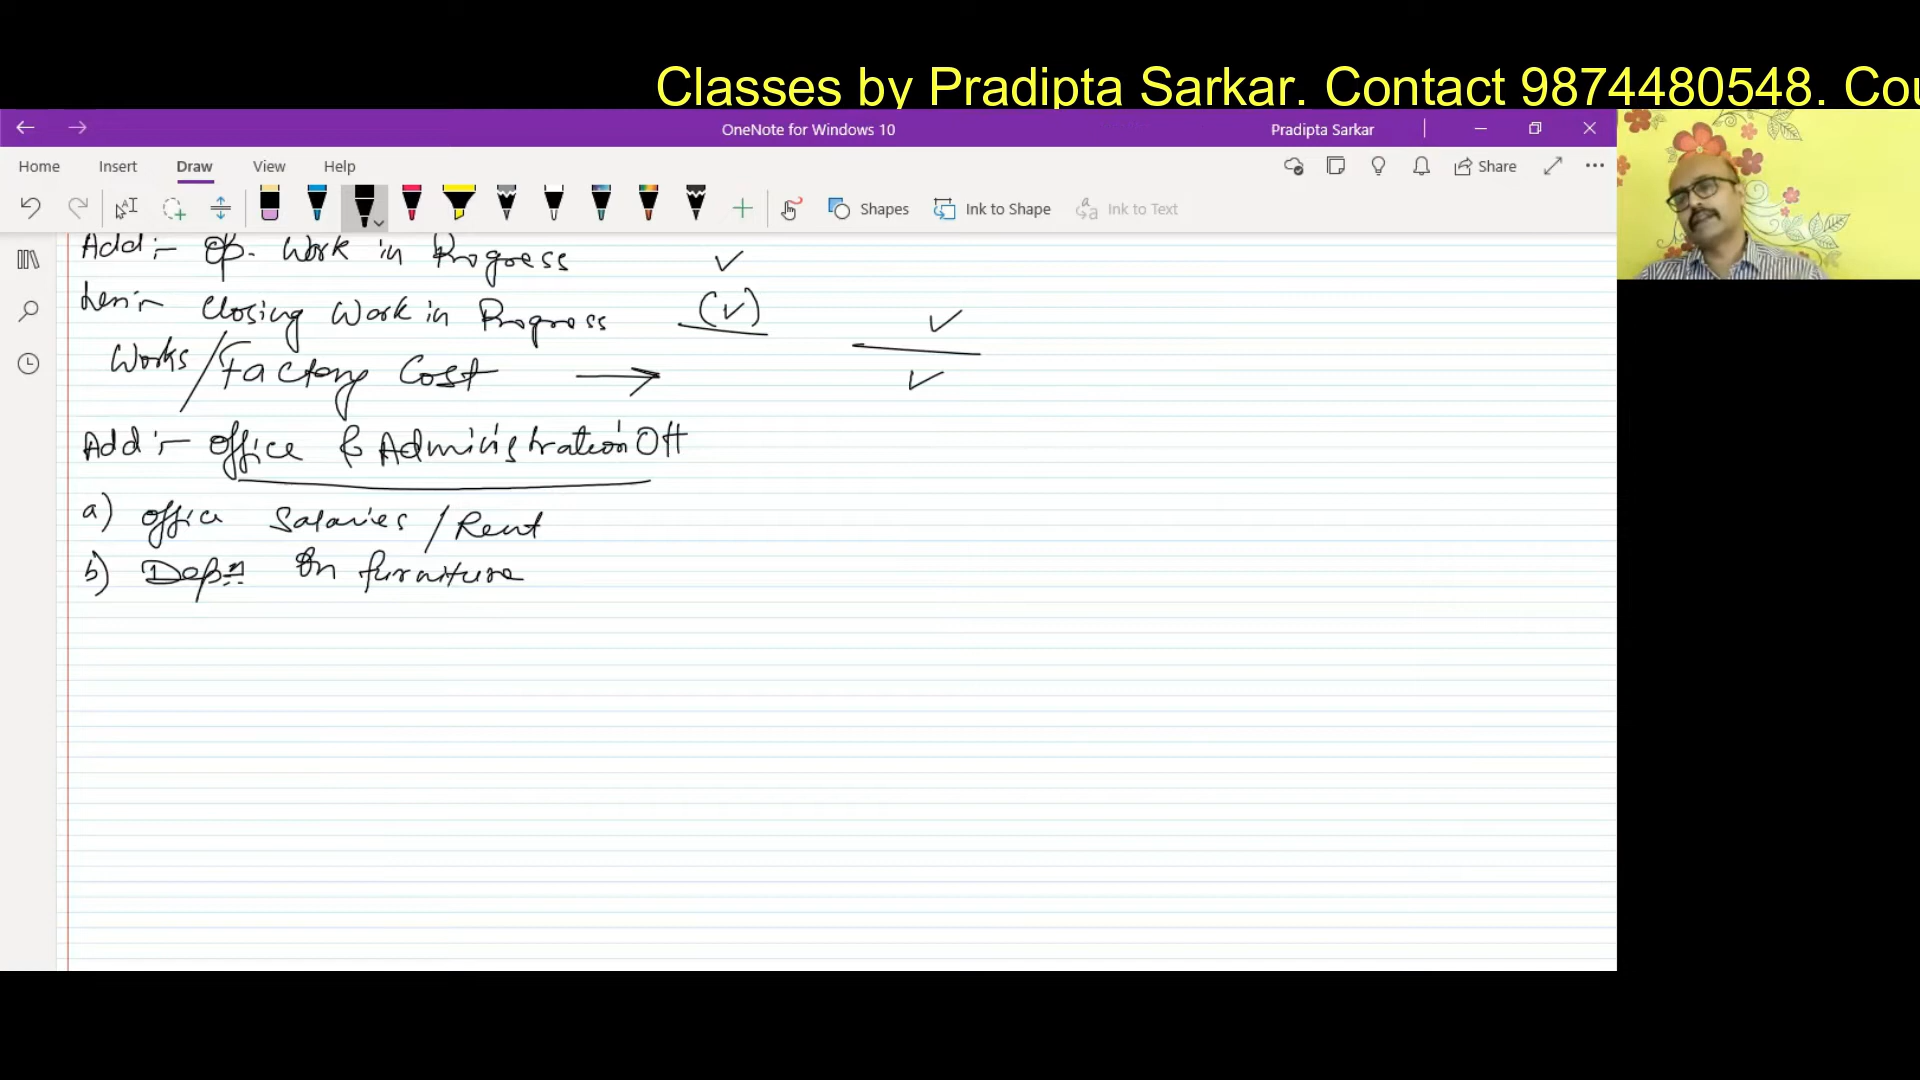 Classes by Pradipta Sarkar. Contact 9874480548. Cou
OneNote for Windows 10
Pradipta Sarkar
Home Insert Draw View Help
Share
Shapes Ink to Shape Ink to Text
Add:- Op. Work in Progress ✓
Less:- Closing Work in Progress (✓) ✓
Works/Factory Cost → ✓
Add:- Office & Administration OH
a) Office Salaries/Rent
b) Depn On furniture